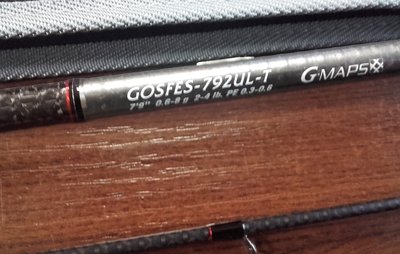 GOSFES-792UL-T
7'9" 0.6-8 g 2-4 lb. PE 0.3-0.6
G-MAPS